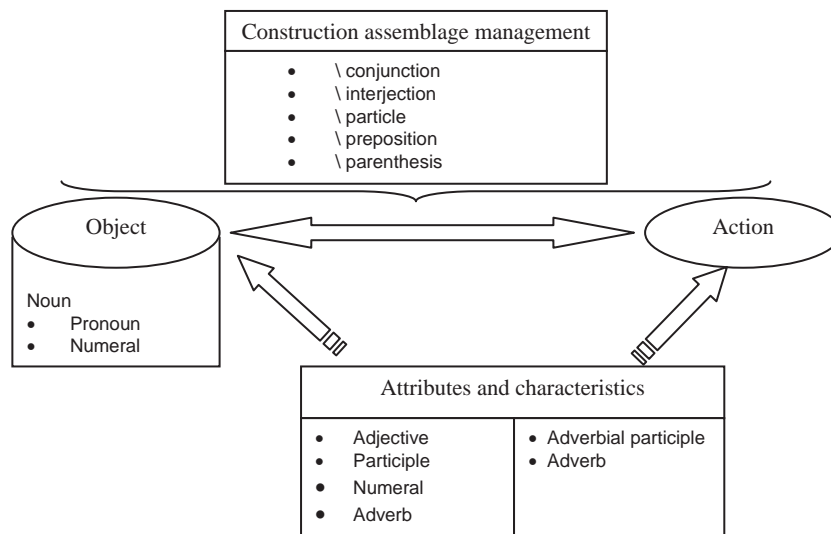 Construction assemblage management
• \ conjunction
• \ interjection
• \ particle
• \ preposition
• \ parenthesis
Object
Action
Noun
• Pronoun
• Numeral
Attributes and characteristics
• Adjective
• Participle
• Numeral
• Adverb
• Adverbial participle
• Adverb